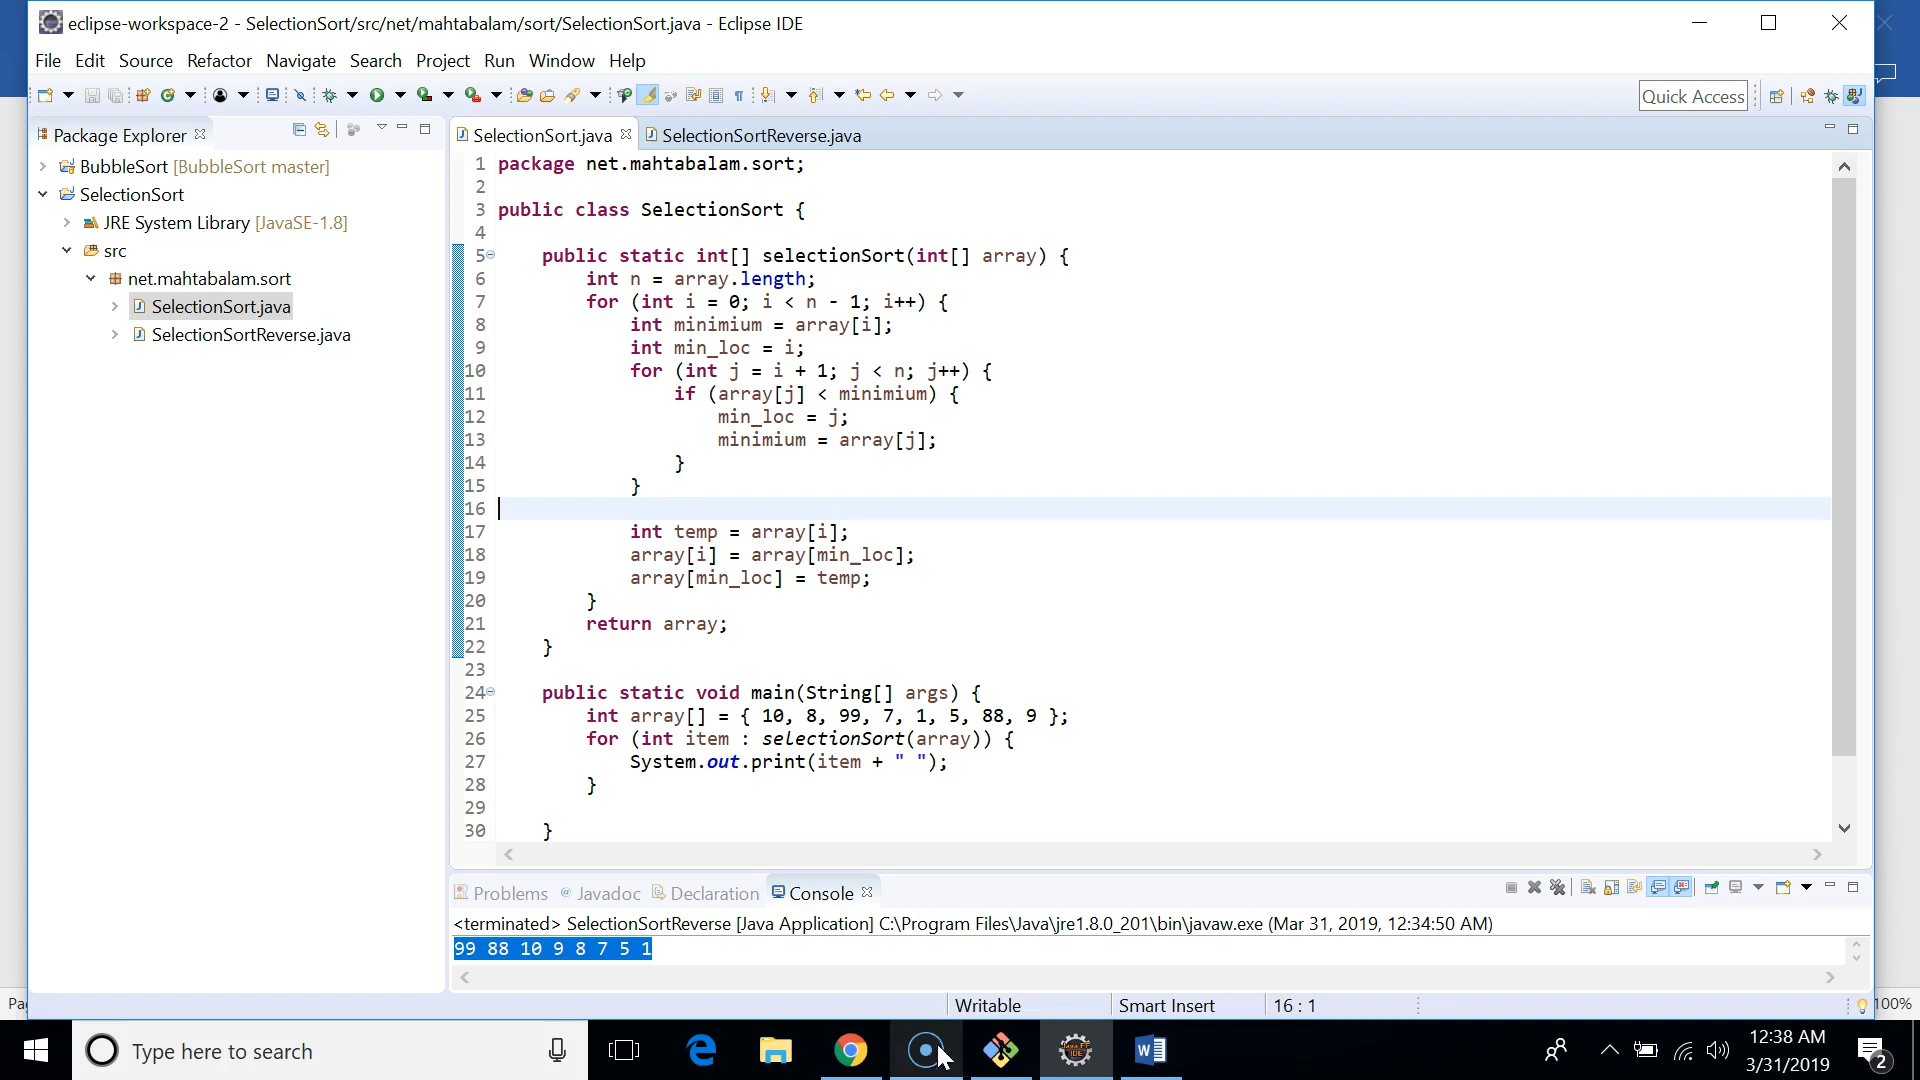 eclipse-workspace-2 - SelectionSort/src/net/mahtabalam/sort/SelectionSort.java - Eclipse IDE
File Edit Source Refactor Navigate Search Project Run Window Help
Quick Access
Package Explorer
BubbleSort [BubbleSort master]
SelectionSort
JRE System Library [JavaSE-1.8]
src
net.mahtabalam.sort
SelectionSort.java
SelectionSortReverse.java
SelectionSort.java SelectionSortReverse.java
1 package net.mahtabalam.sort;
2
3 public class SelectionSort {
4
5 public static int[] selectionSort(int[] array) {
6 int n = array.length;
7 for (int i = 0; i < n - 1; i++) {
8 int minimium = array[i];
9 int min_loc = i;
10 for (int j = i + 1; j < n; j++) {
11 if (array[j] < minimium) {
12 min_loc = j;
13 minimium = array[j];
14 }
15 }
16
17 int temp = array[i];
18 array[i] = array[min_loc];
19 array[min_loc] = temp;
20 }
21 return array;
22 }
23
24 public static void main(String[] args) {
25 int array[] = { 10, 8, 99, 7, 1, 5, 88, 9 };
26 for (int item : selectionSort(array)) {
27 System.out.print(item + " ");
28 }
29
30 }
Problems Javadoc Declaration Console
<terminated> SelectionSortReverse [Java Application] C:\Program Files\Java\jre1.8.0_201\bin\javaw.exe (Mar 31, 2019, 12:34:50 AM)
99 88 10 9 8 7 5 1
Writable Smart Insert 16 : 1
100%
Type here to search
Java EE
IDE
12:38 AM
3/31/2019
2